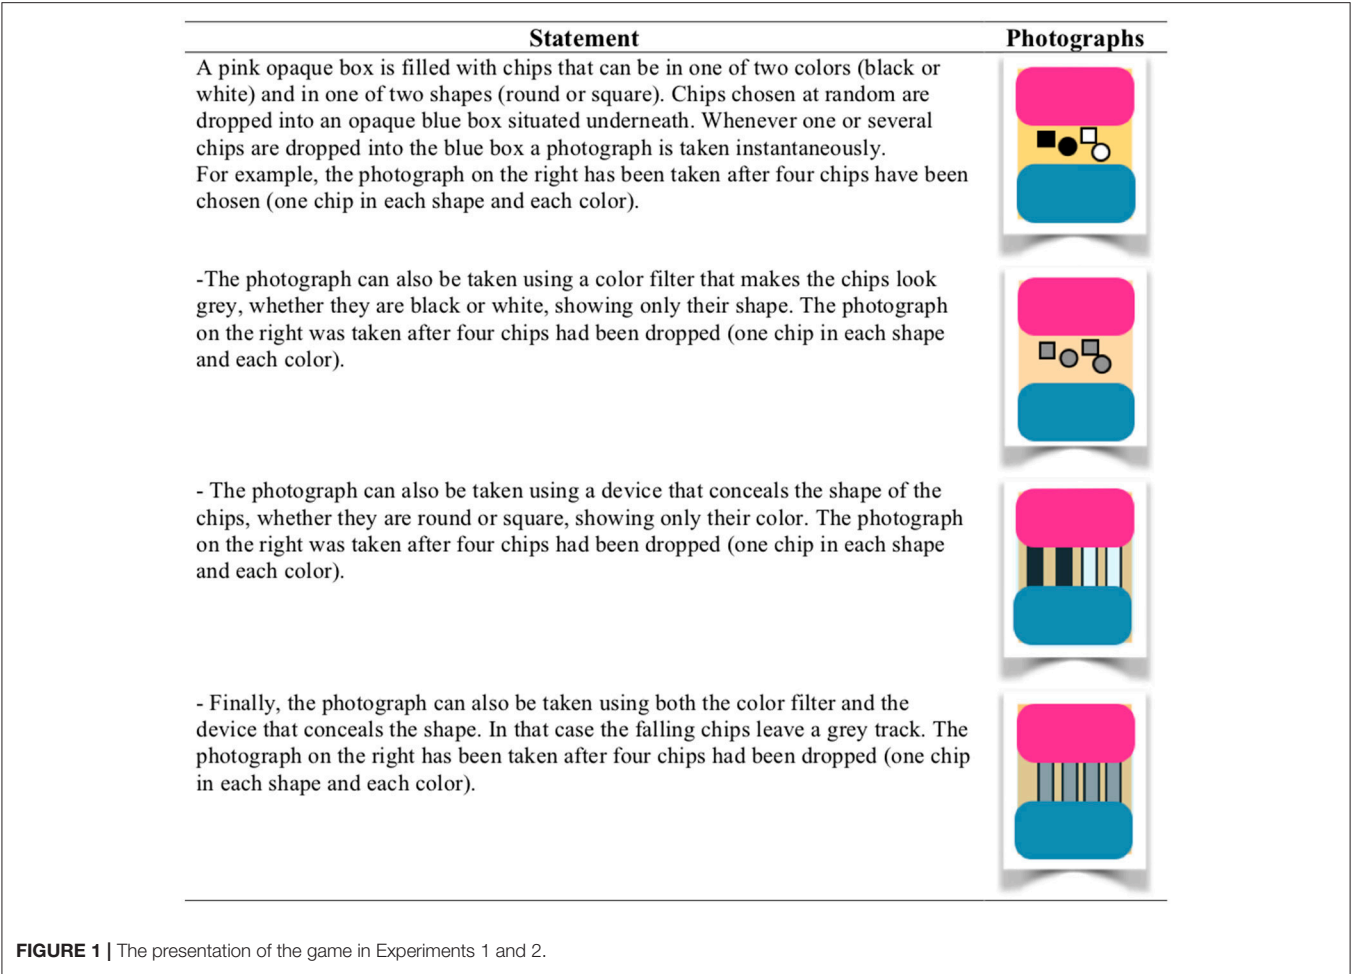 Statement
Photographs
A pink opaque box is filled with chips that can be in one of two colors (black or
white) and in one of two shapes (round or square). Chips chosen at random are
dropped into an opaque blue box situated underneath. Whenever one or several
chips are dropped into the blue box a photograph is taken instantaneously.
For example, the photograph on the right has been taken after four chips have been
chosen (one chip in each shape and each color).
-The photograph can also be taken using a color filter that makes the chips look
grey, whether they are black or white, showing only their shape. The photograph
on the right was taken after four chips had been dropped (one chip in each shape
and each color).
- The photograph can also be taken using a device that conceals the shape of the
chips, whether they are round or square, showing only their color. The photograph
on the right was taken after four chips had been dropped (one chip in each shape
and each color).
- Finally, the photograph can also be taken using both the color filter and the
device that conceals the shape. In that case the falling chips leave a grey track. The
photograph on the right has been taken after four chips had been dropped (one chip
in each shape and each color).
FIGURE 1 | The presentation of the game in Experiments 1 and 2.